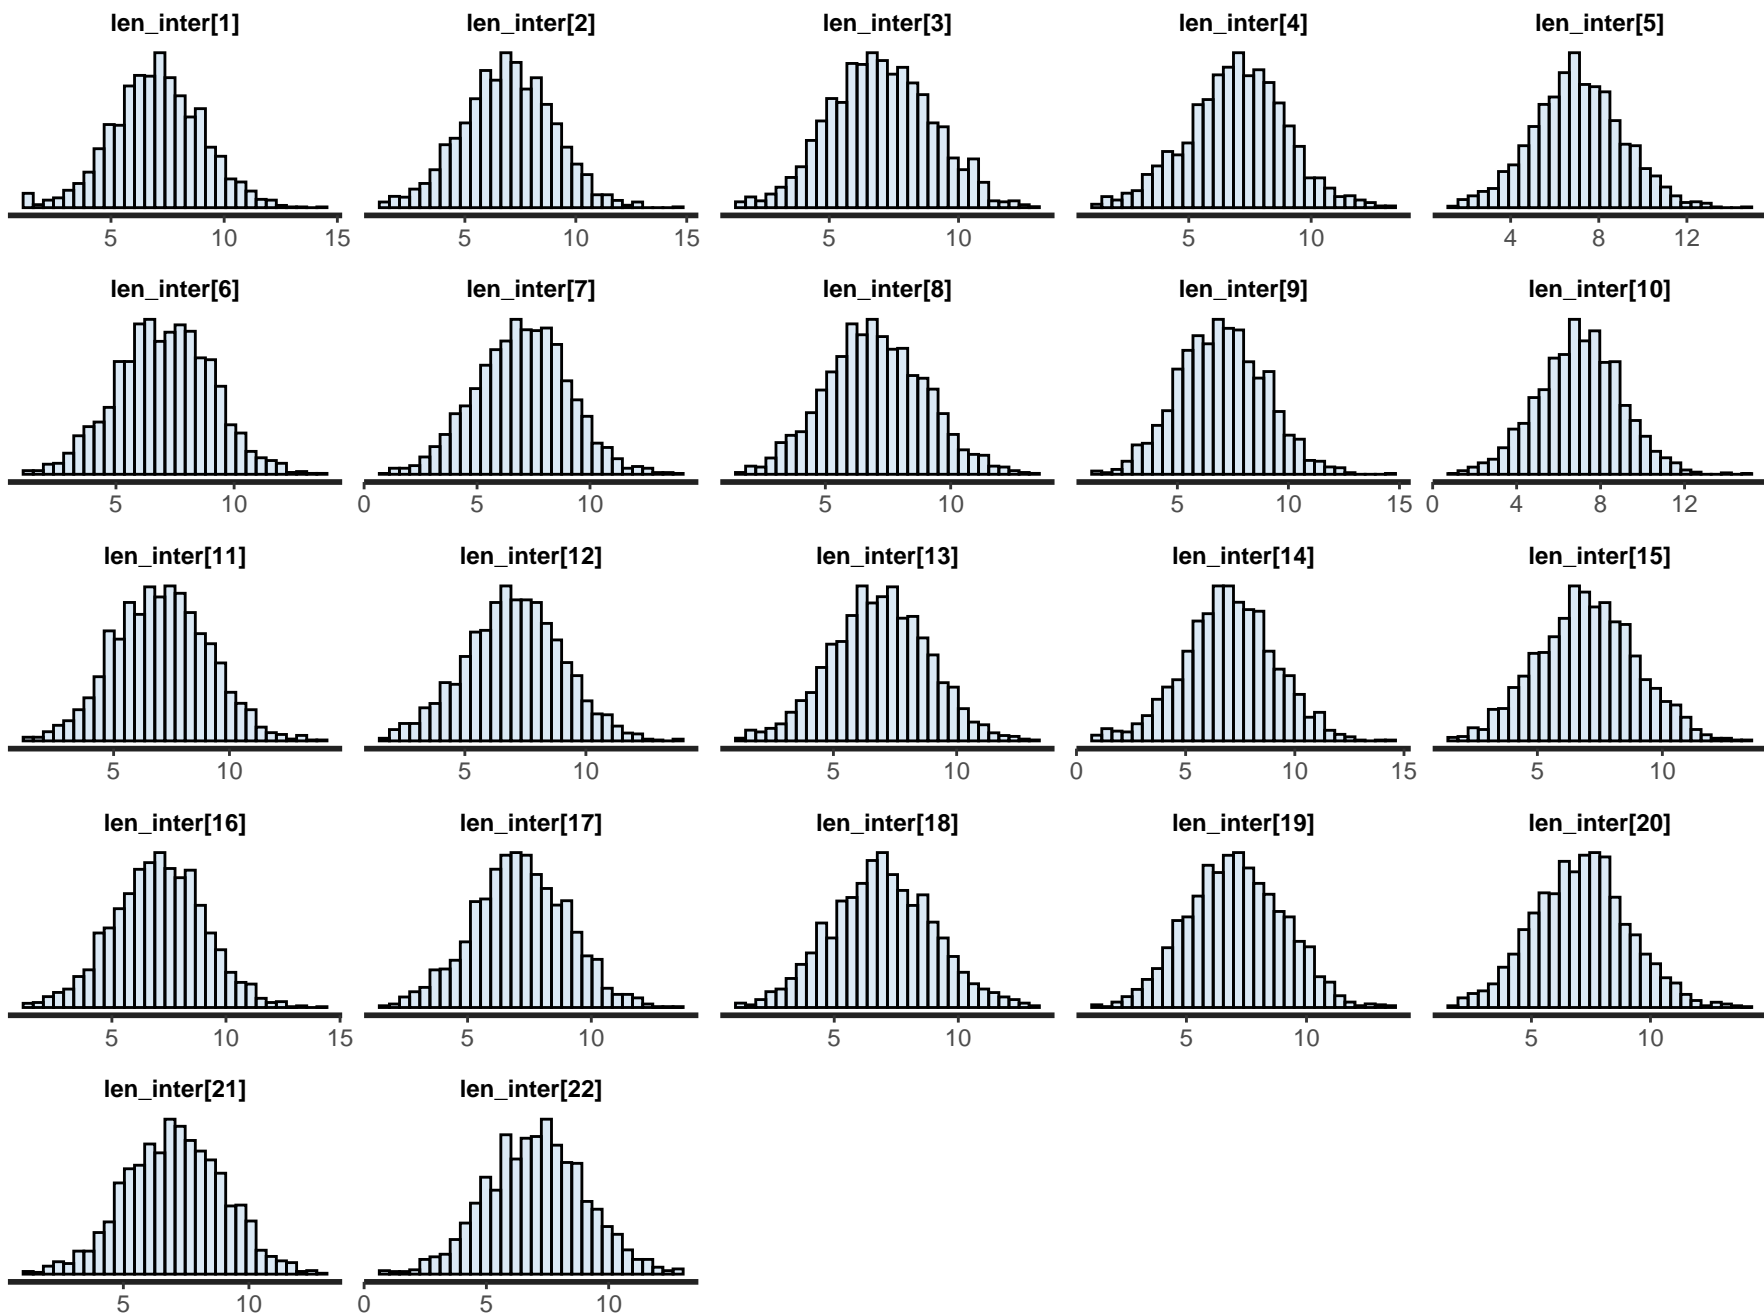 len_inter[1] len_inter[2] len_inter[3] len_inter[4] len_inter[5]
5 10 15 5 10 15 5 10 5 10 4 8 12
len_inter[6] len_inter[7] len_inter[8] len_inter[9] len_inter[10]
5 10 0 5 10 5 10 5 10 15 0 4 8 12
len_inter[11] len_inter[12] len_inter[13] len_inter[14] len_inter[15]
5 10 5 10 5 10 0 5 10 15 5 10
len_inter[16] len_inter[17] len_inter[18] len_inter[19] len_inter[20]
5 10 15 5 10 5 10 5 10 5 10
len_inter[21] len_inter[22]
5 10 0 5 10